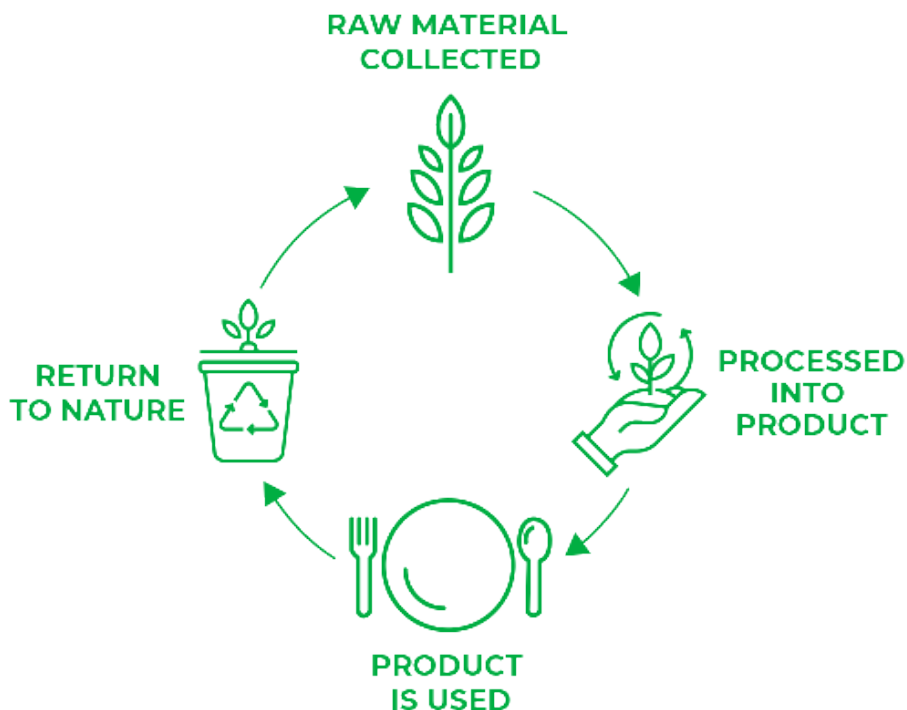 RAW MATERIAL
COLLECTED
PROCESSED
INTO
PRODUCT
PRODUCT
IS USED
RETURN
TO NATURE